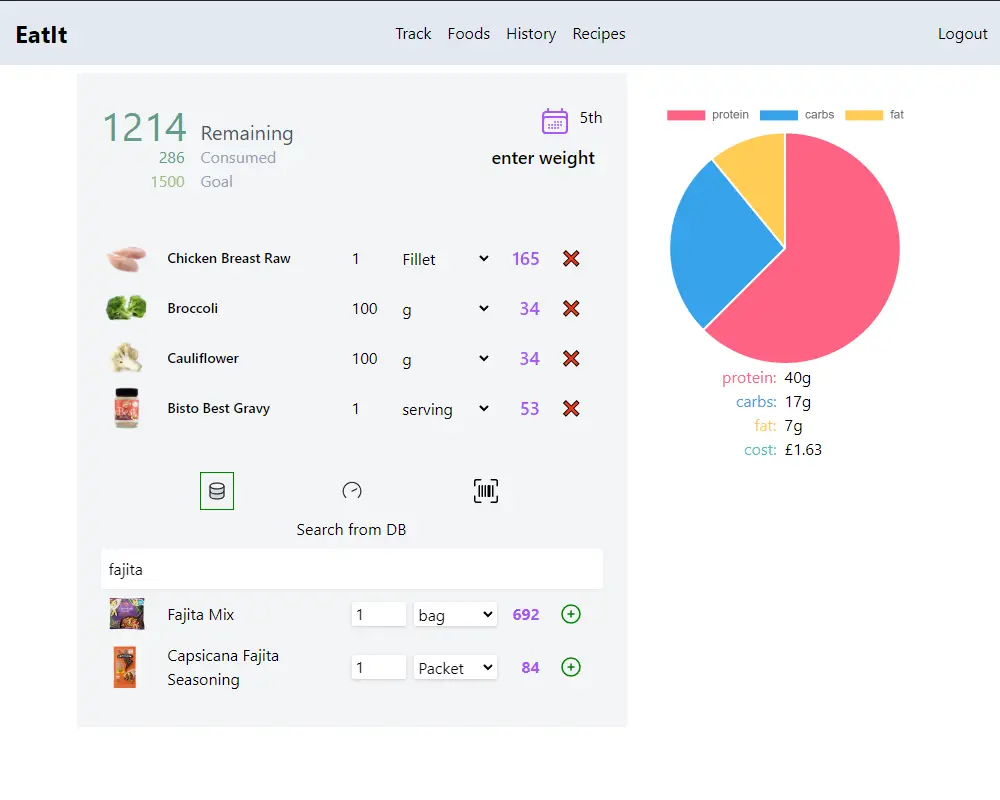 EatIt
Track Foods History Recipes
Logout
1214 Remaining
286 Consumed
1500 Goal
5th
enter weight
Chicken Breast Raw 1 Fillet 165
Broccoli 100 g 34
Cauliflower 100 g 34
Bisto Best Gravy 1 serving 53
Search from DB
fajita
Fajita Mix 1 bag 692
Capsicana Fajita
Seasoning 1 Packet 84
protein carbs fat
protein: 40g
carbs: 17g
fat: 7g
cost: £1.63